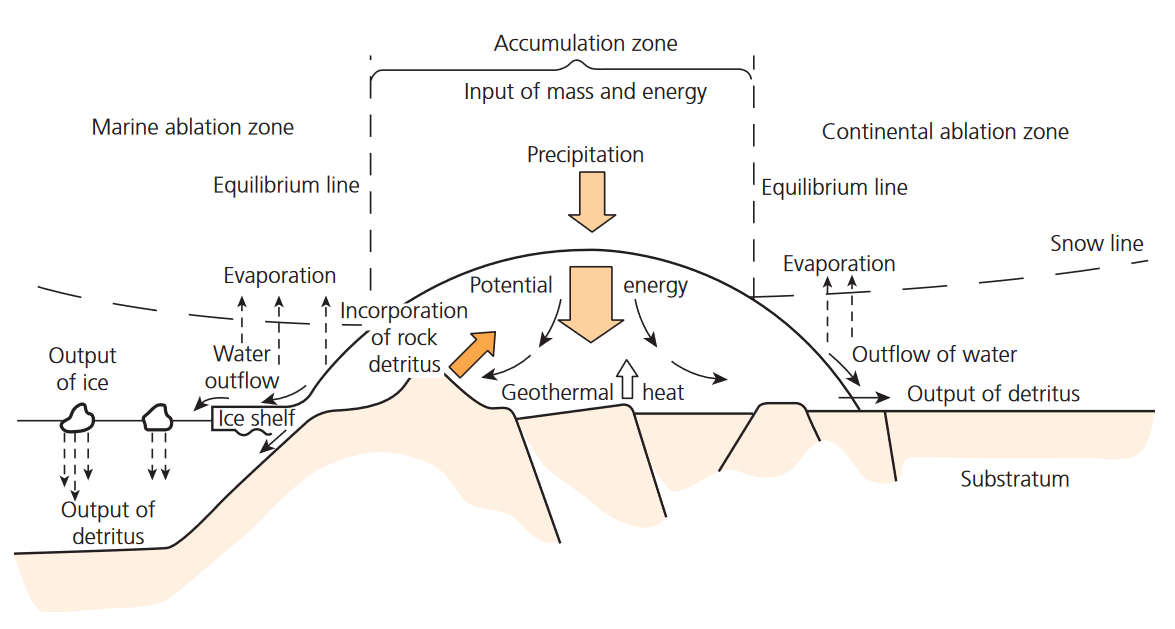 Accumulation zone
Input of mass and energy
Marine ablation zone
Continental ablation zone
Precipitation
Equilibrium line
Equilibrium line
Snow line
Evaporation
Evaporation
Potential energy
Incorporation
of rock
detritus
Output
of ice
Water
outflow
Outflow of water
Geothermal heat
Output of detritus
Ice shelf
Substratum
Output of
detritus